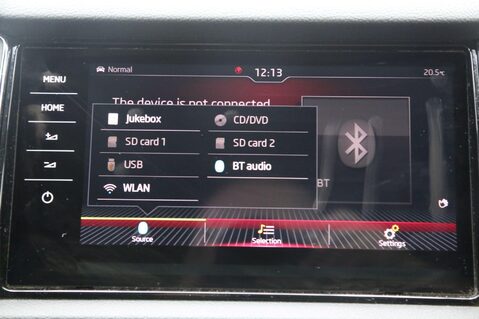 Normal 12:13 20.5°C
MENU
HOME
The device is not connected
Jukebox CD/DVD
SD card 1 SD card 2
USB BT audio
WLAN
BT
Source Selection Settings